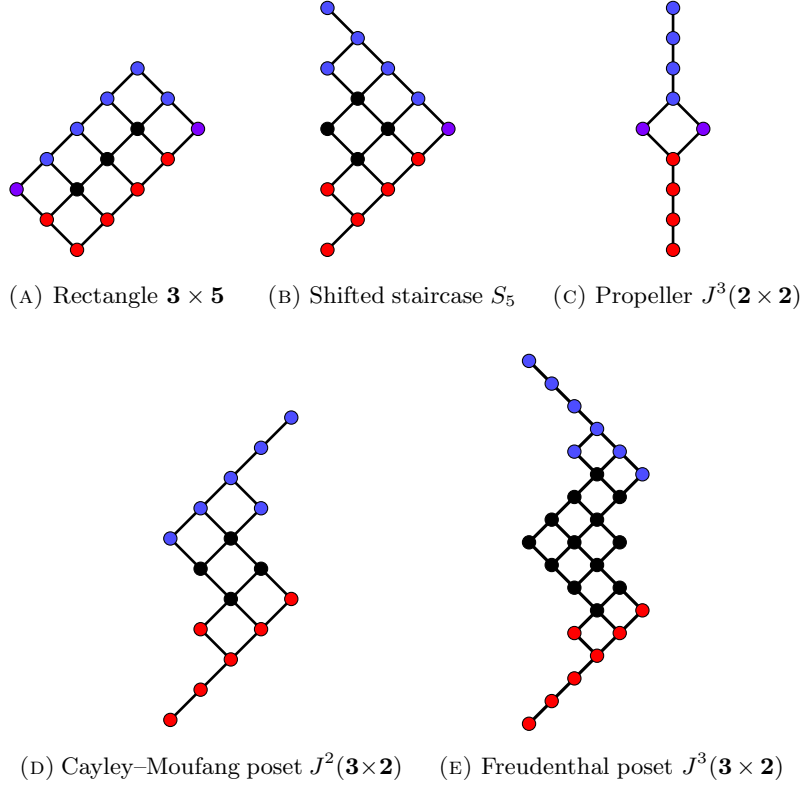 (A) Rectangle 3 × 5
(B) Shifted staircase S₅
(C) Propeller J³(2 × 2)
(D) Cayley–Moufang poset J²(3×2)
(E) Freudenthal poset J³(3 × 2)